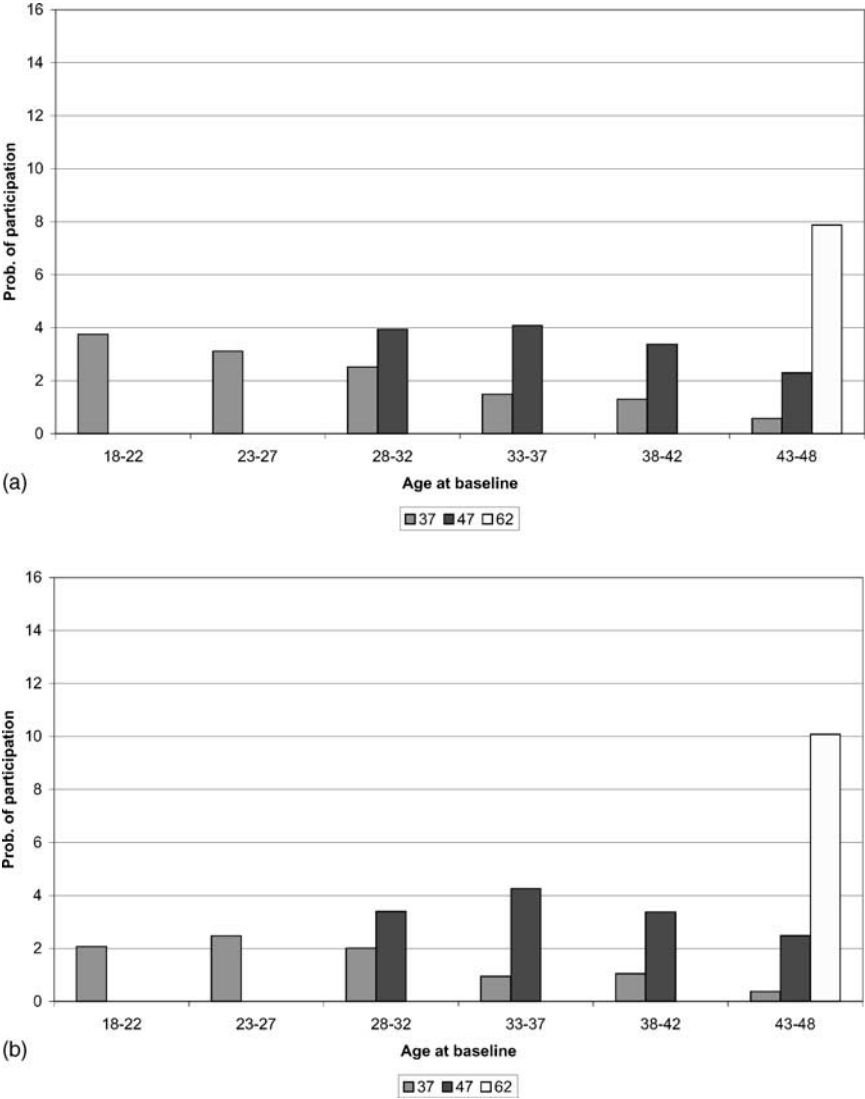 16
14
12
10
8
6
4
2
0
Prob. of participation
18-22 23-27 28-32 33-37 38-42 43-48
(a)
Age at baseline
37 47 62
16
14
12
10
8
6
4
2
0
Prob. of participation
18-22 23-27 28-32 33-37 38-42 43-48
(b)
Age at baseline
37 47 62